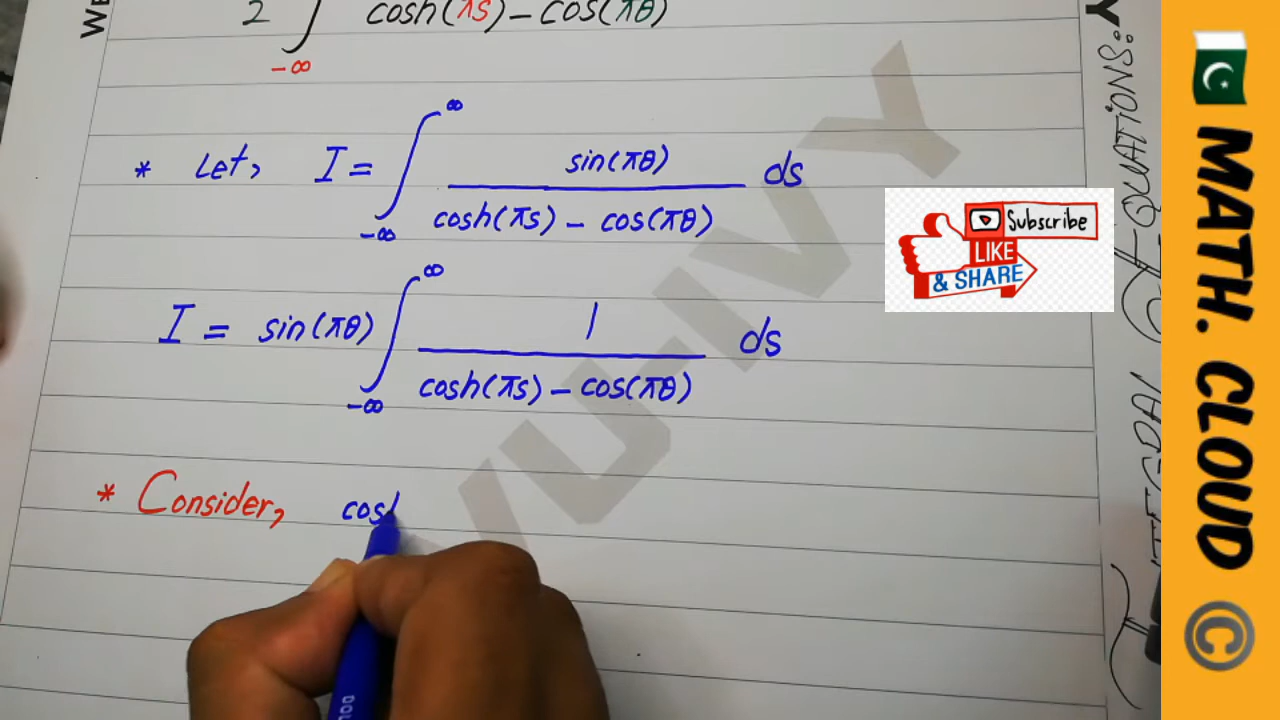 2 ∫ cosh(πs) – cos(πθ)
-∞
∞
* Let, I = ∫ sin(πθ) / cosh(πs) – cos(πθ) ds
-∞
∞
I = sin(πθ) ∫ 1 / cosh(πs) – cos(πθ) ds
-∞
* Consider, cosh
Subscribe
LIKE
& SHARE
MATH. CLOUD ©